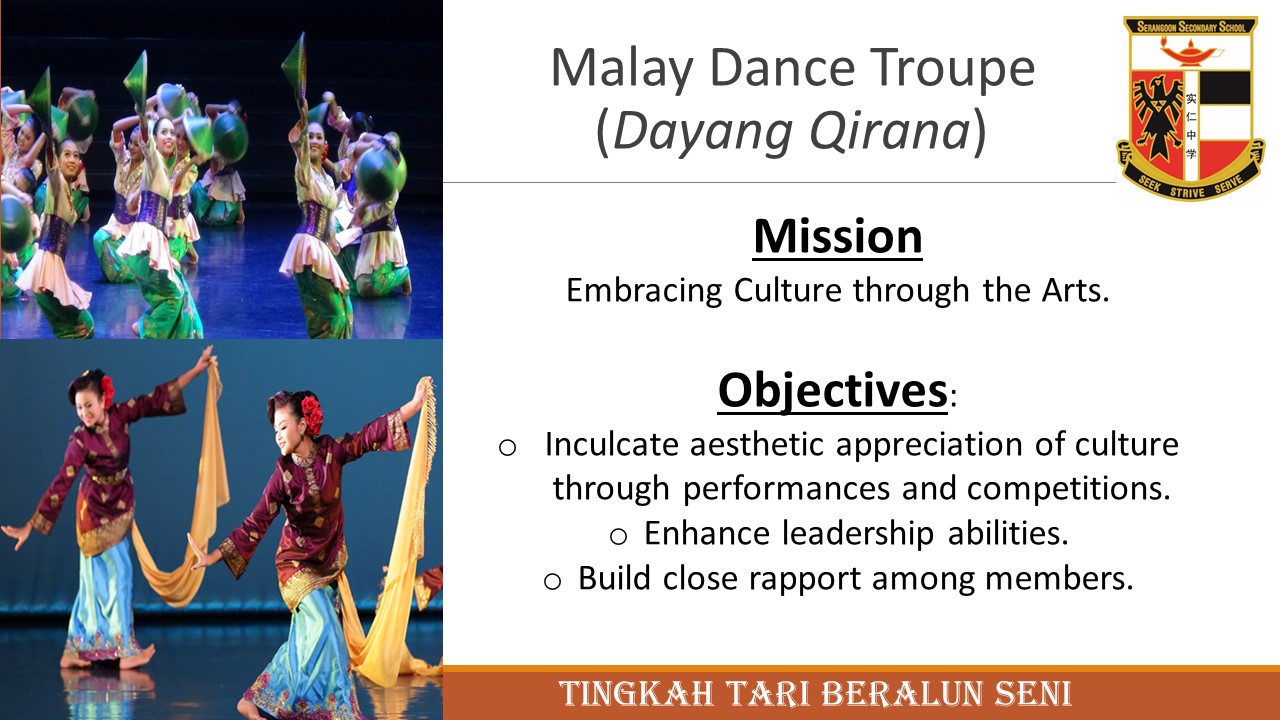 Malay Dance Troupe
(Dayang Qirana)
SERANGOON SECONDARY SCHOOL
实
仁
中
学
SEEK STRIVE SERVE
Mission
Embracing Culture through the Arts.
Objectives:
o Inculcate aesthetic appreciation of culture
through performances and competitions.
o Enhance leadership abilities.
o Build close rapport among members.
TINGKAH TARI BERALUN SENI